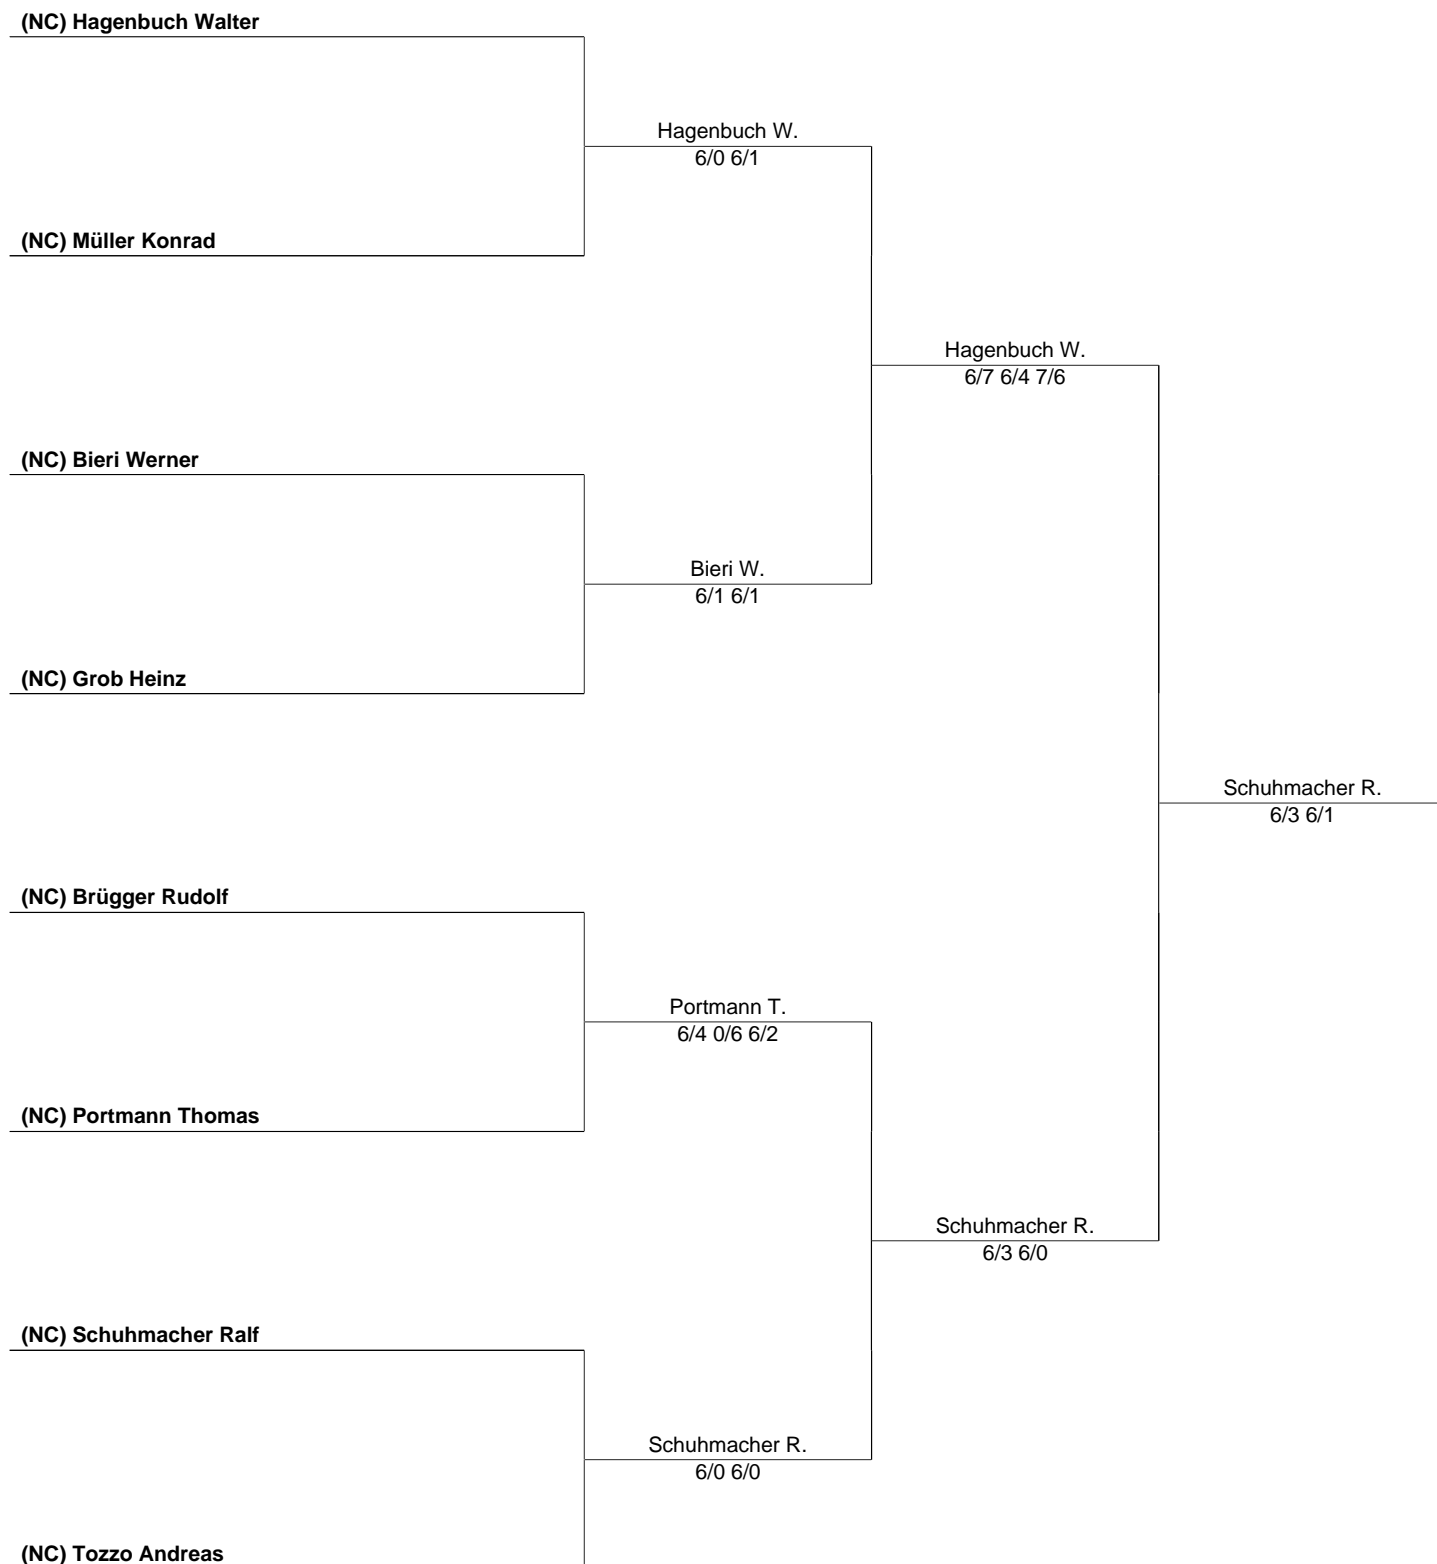 (NC) Hagenbuch Walter
Hagenbuch W.
6/0 6/1
(NC) Müller Konrad
Hagenbuch W.
6/7 6/4 7/6
(NC) Bieri Werner
Bieri W.
6/1 6/1
(NC) Grob Heinz
Schuhmacher R.
6/3 6/1
(NC) Brügger Rudolf
Portmann T.
6/4 0/6 6/2
(NC) Portmann Thomas
Schuhmacher R.
6/3 6/0
(NC) Schuhmacher Ralf
Schuhmacher R.
6/0 6/0
(NC) Tozzo Andreas